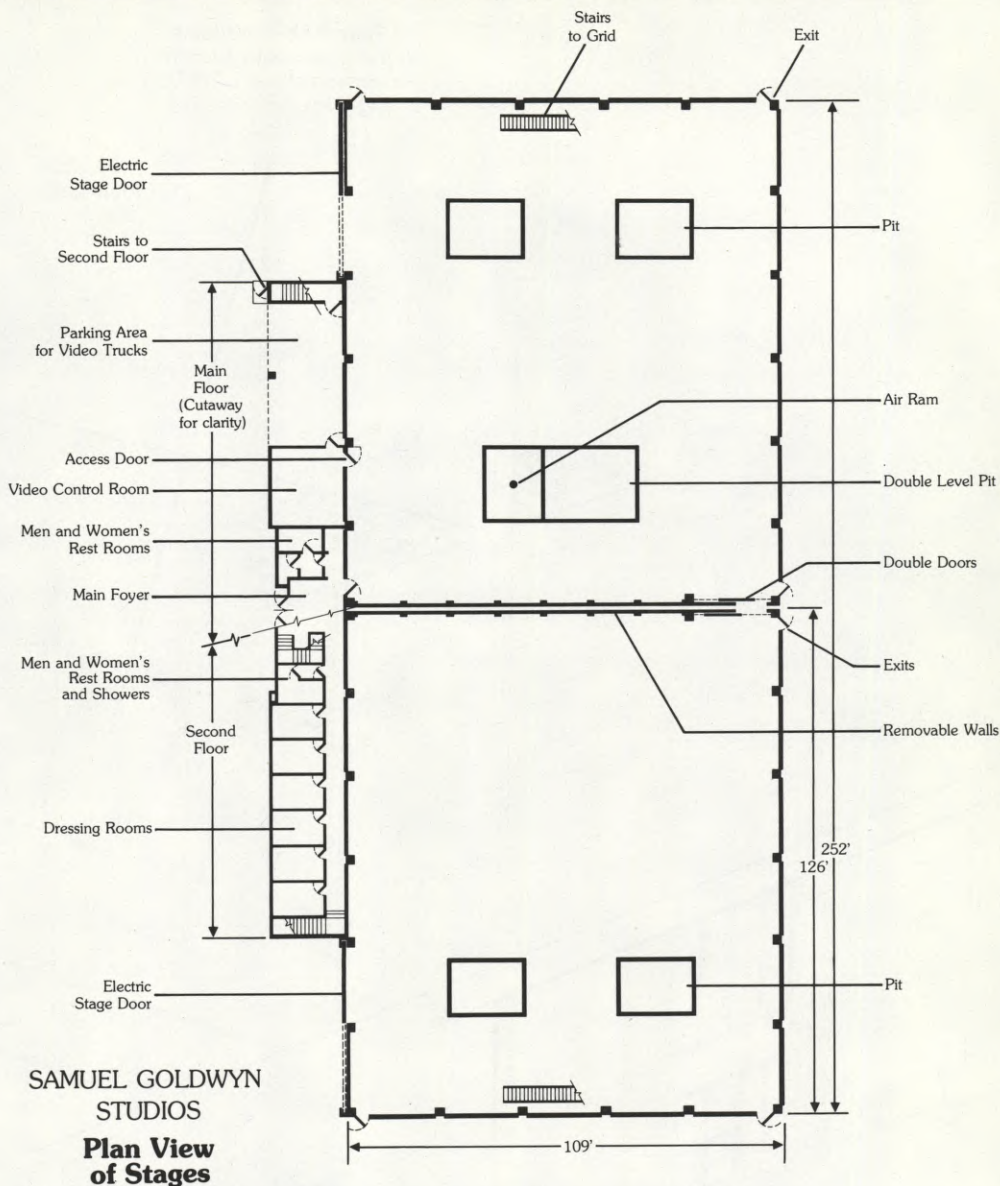 Stairs
to Grid
Exit
Electric
Stage Door
Stairs to
Second Floor
Pit
Parking Area
for Video Trucks
Main
Floor
(Cutaway
for clarity)
Air Ram
Access Door
Video Control Room
Double Level Pit
Men and Women's
Rest Rooms
Double Doors
Main Foyer
Men and Women's
Rest Rooms
and Showers
Exits
Second
Floor
Removable Walls
Dressing Rooms
252'
126'
Electric
Stage Door
Pit
SAMUEL GOLDWYN
STUDIOS
Plan View
of Stages
109'